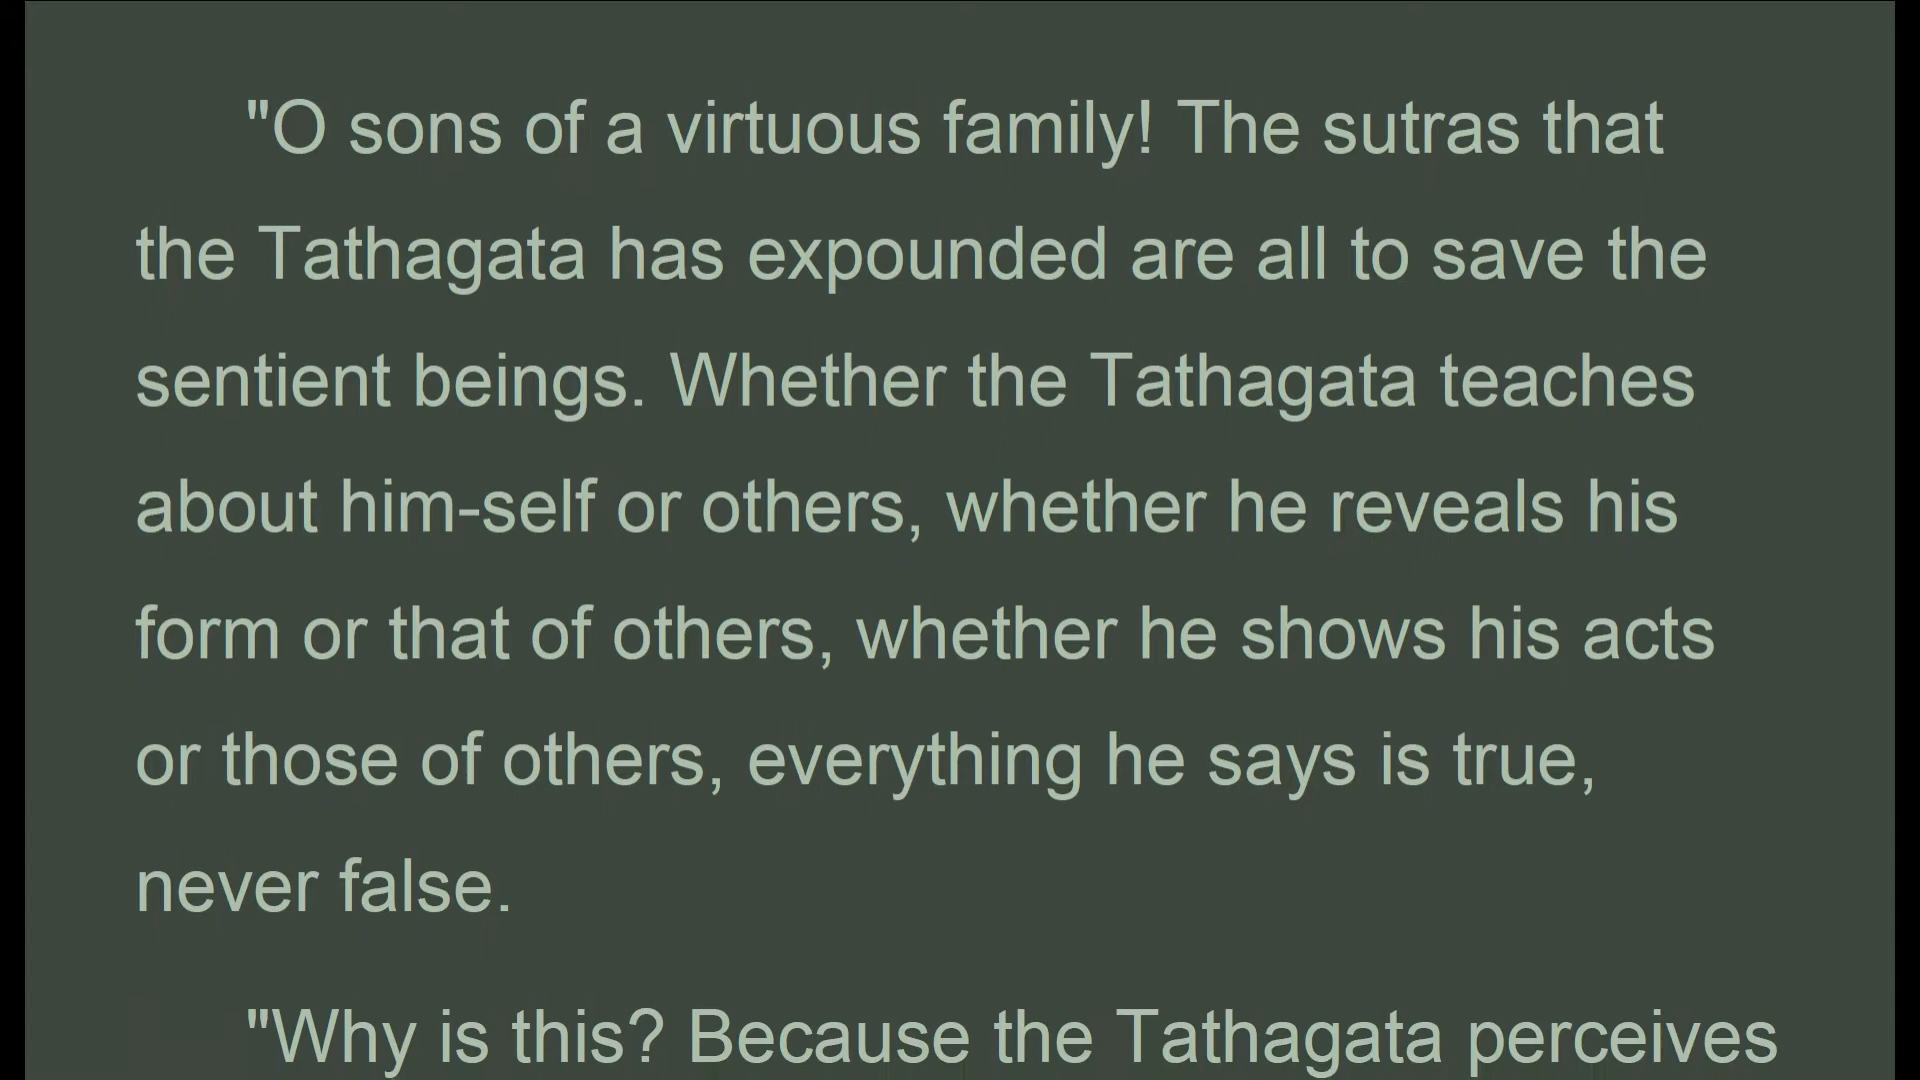 "O sons of a virtuous family! The sutras that
the Tathagata has expounded are all to save the
sentient beings. Whether the Tathagata teaches
about him-self or others, whether he reveals his
form or that of others, whether he shows his acts
or those of others, everything he says is true,
never false.
"Why is this? Because the Tathagata perceives